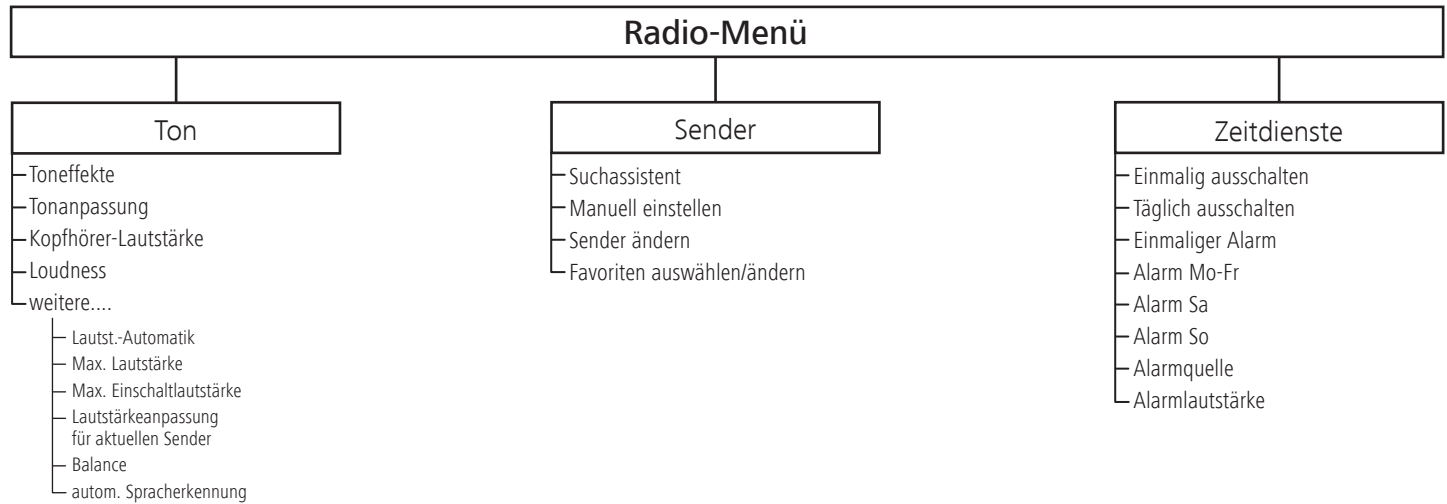 Radio-Menü
Ton
Toneffekte
Tonanpassung
Kopfhörer-Lautstärke
Loudness
weitere....
Lautst.-Automatik
Max. Lautstärke
Max. Einschaltlautstärke
Lautstärkeanpassung
für aktuellen Sender
Balance
autom. Spracherkennung
Sender
Suchassistent
Manuell einstellen
Sender ändern
Favoriten auswählen/ändern
Zeitdienste
Einmalig ausschalten
Täglich ausschalten
Einmaliger Alarm
Alarm Mo-Fr
Alarm Sa
Alarm So
Alarmquelle
Alarmlautstärke